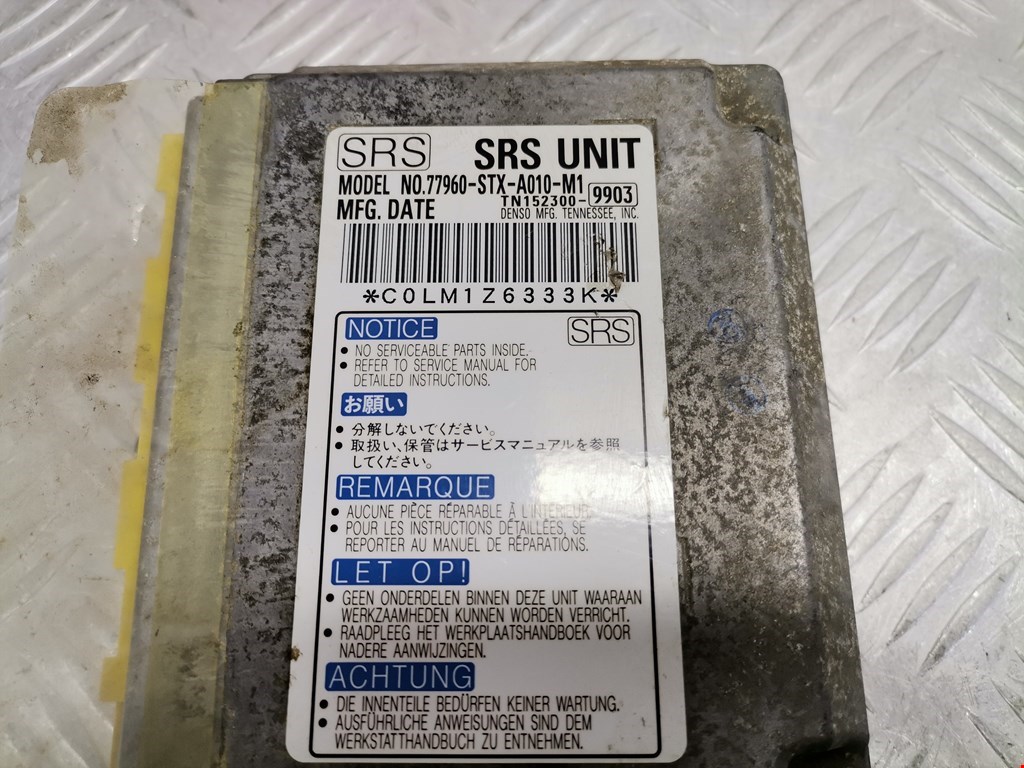 SRS SRS UNIT
MODEL NO.77960-STX-A010-M1
TN152300-9903
MFG. DATE DENSO MFG. TENNESSEE, INC.
*C0LM1Z6333K*
NOTICE SRS
• NO SERVICEABLE PARTS INSIDE.
• REFER TO SERVICE MANUAL FOR
DETAILED INSTRUCTIONS.
お願い
• 分解しないでください。
• 取扱い、保管はサービスマニュアルを参照
してください。
REMARQUE
• AUCUNE PIÈCE RÉPARABLE À L'INTÉRIEUR.
• POUR LES INSTRUCTIONS DÉTAILLÉES, SE
REPORTER AU MANUEL DE RÉPARATIONS.
LET OP!
• GEEN ONDERDELEN BINNEN DEZE UNIT WAARAAN
WERKZAAMHEDEN KUNNEN WORDEN VERRICHT.
• RAADPLEEG HET WERKPLAATSHANDBOEK VOOR
NADERE AANWIJZINGEN.
ACHTUNG
• DIE INNENTEILE BEDÜRFEN KEINER WARTUNG.
• AUSFÜHRLICHE ANWEISUNGEN SIND DEM
WERKSTATTHANDBUCH ZU ENTNEHMEN.